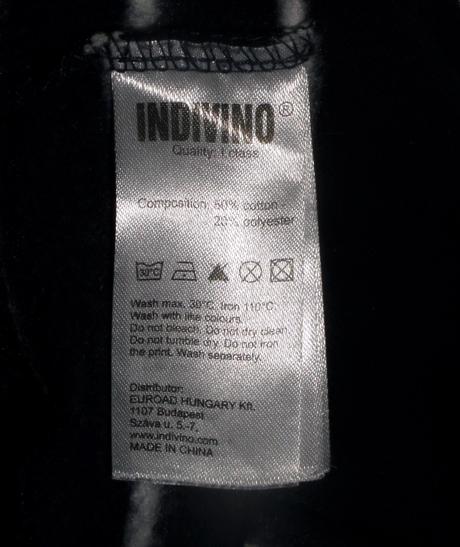 INDIVINO®
Quality: I.class
Composition: cotton -
polyester
30°C
Wash max. 30°C. Iron 110°C.
Wash with like colours.
Do not bleach. Do not dry clean
Do not tumble dry. Do not iron
the print. Wash separately.
Distributor:
EUROAD HUNGARY Kft.
1107 Budapest
Száva u. 5.-7.
www.indivino.com
MADE IN CHINA